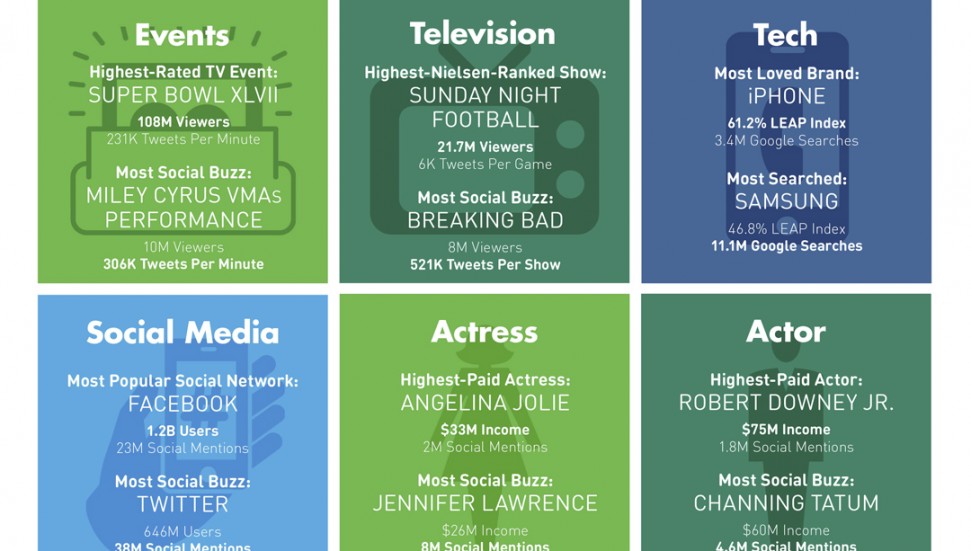 Events
Highest-Rated TV Event:
SUPER BOWL XLVII
108M Viewers
231K Tweets Per Minute
Most Social Buzz:
MILEY CYRUS VMAs
PERFORMANCE
10M Viewers
306K Tweets Per Minute
Television
Highest-Nielsen-Ranked Show:
SUNDAY NIGHT
FOOTBALL
21.7M Viewers
6K Tweets Per Game
Most Social Buzz:
BREAKING BAD
8M Viewers
521K Tweets Per Show
Tech
Most Loved Brand:
iPHONE
61.2% LEAP Index
3.4M Google Searches
Most Searched:
SAMSUNG
46.8% LEAP Index
11.1M Google Searches
Social Media
Most Popular Social Network:
FACEBOOK
1.2B Users
23M Social Mentions
Most Social Buzz:
TWITTER
646M Users
38M Social Mentions
Actress
Highest-Paid Actress:
ANGELINA JOLIE
$33M Income
2M Social Mentions
Most Social Buzz:
JENNIFER LAWRENCE
$26M Income
8M Social Mentions
Actor
Highest-Paid Actor:
ROBERT DOWNEY JR.
$75M Income
1.8M Social Mentions
Most Social Buzz:
CHANNING TATUM
$60M Income
4.6M Social Mentions